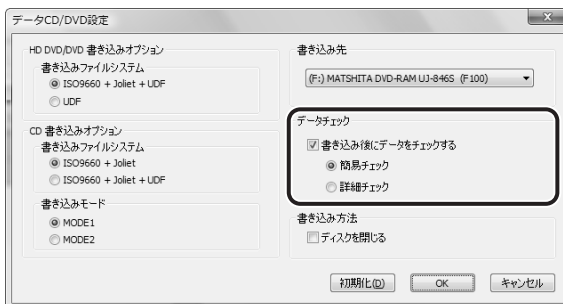 データCD/DVD設定
HD DVD/DVD 書き込みオプション
書き込みファイルシステム
ISO9660 + Joliet + UDF
UDF
CD 書き込みオプション
書き込みファイルシステム
ISO9660 + Joliet
ISO9660 + Joliet + UDF
書き込みモード
MODE1
MODE2
書き込み先
(F:) MATSHITA DVD-RAM UJ-846S (F100)
データチェック
書き込み後にデータをチェックする
簡易チェック
詳細チェック
書き込み方法
ディスクを閉じる
初期化(D)
OK
キャンセル